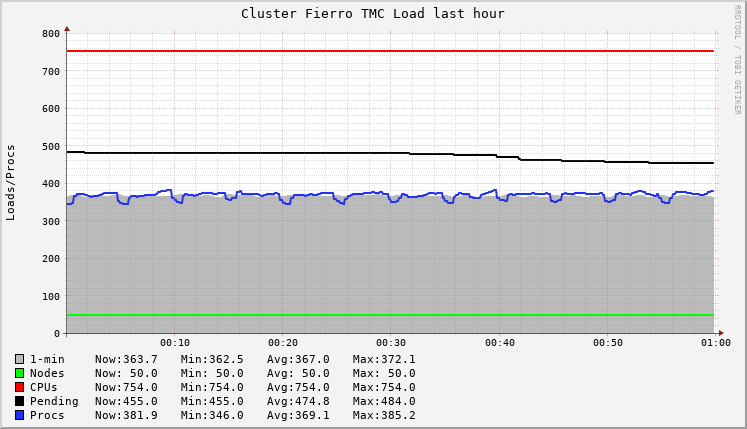 Cluster Fierro TMC Load last hour
RRDTOOL / TOBI OETIKER
Loads/Procs
800
700
600
500
400
300
200
100
0
00:10 00:20 00:30 00:40 00:50 01:00
1-min Now:363.7 Min:362.5 Avg:367.0 Max:372.1
Nodes Now: 50.0 Min: 50.0 Avg: 50.0 Max: 50.0
CPUs Now:754.0 Min:754.0 Avg:754.0 Max:754.0
Pending Now:455.0 Min:455.0 Avg:474.8 Max:484.0
Procs Now:381.9 Min:346.0 Avg:369.1 Max:385.2